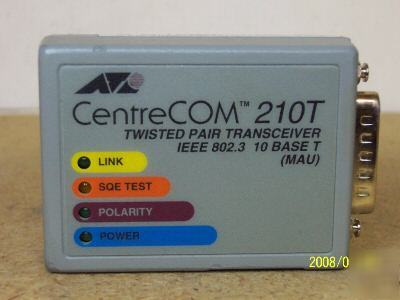 CentreCOM™ 210T
TWISTED PAIR TRANSCEIVER
IEEE 802.3 10 BASE T
(MAU)
LINK
SQE TEST
POLARITY
POWER
2008/0